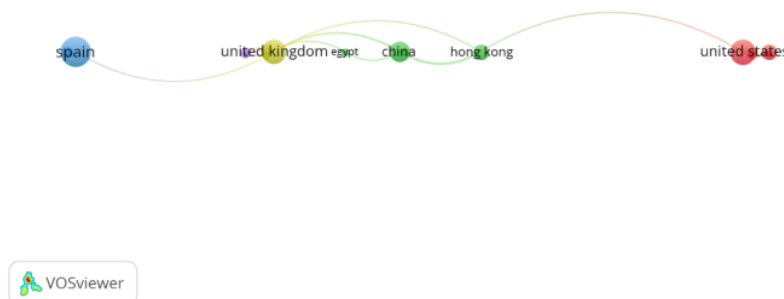 spain
united kingdom
egypt
china
hong kong
united states
VOSviewer